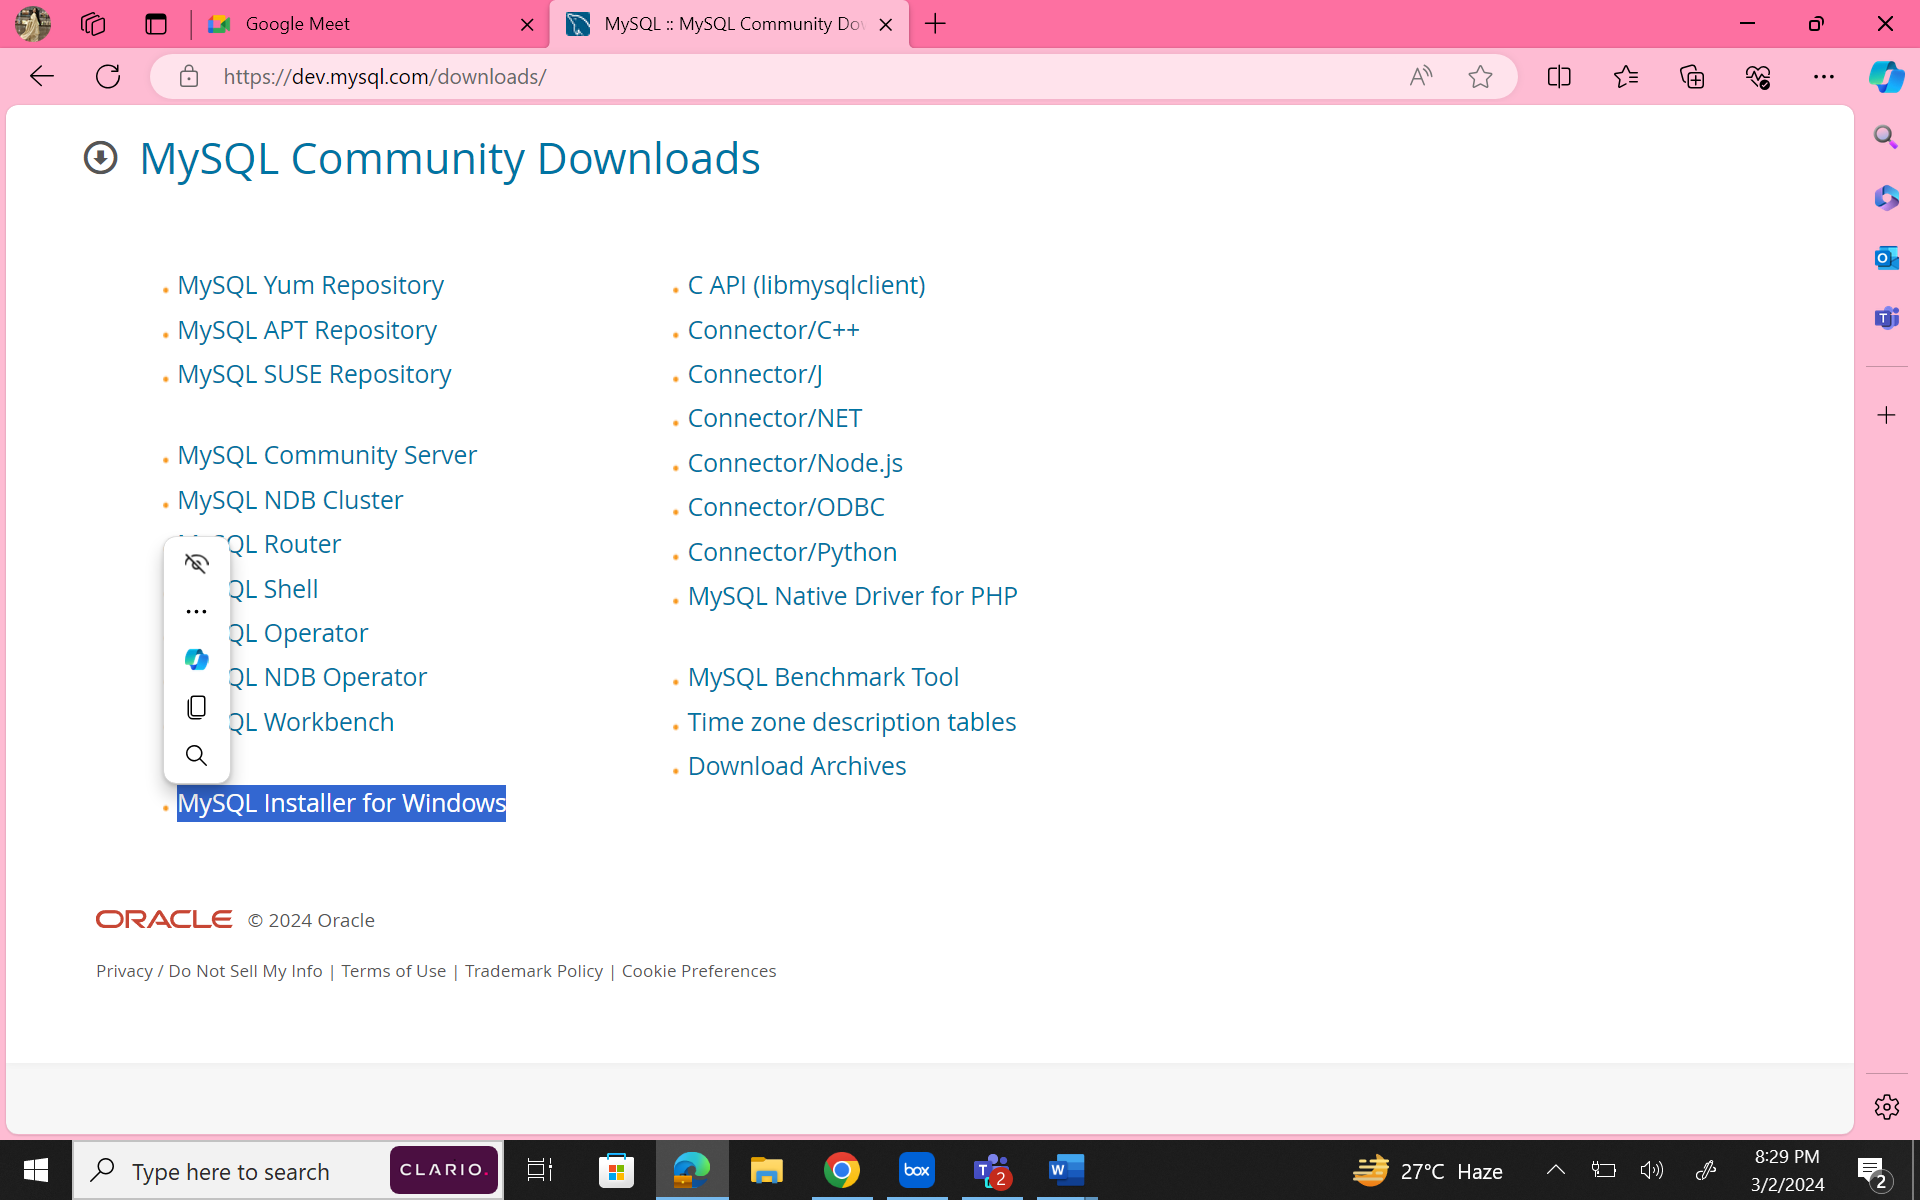 Google Meet
MySQL :: MySQL Community Do
https://dev.mysql.com/downloads/
MySQL Community Downloads
MySQL Yum Repository
MySQL APT Repository
MySQL SUSE Repository
MySQL Community Server
MySQL NDB Cluster
QL Router
QL Shell
QL Operator
QL NDB Operator
QL Workbench
MySQL Installer for Windows
C API (libmysqlclient)
Connector/C++
Connector/J
Connector/NET
Connector/Node.js
Connector/ODBC
Connector/Python
MySQL Native Driver for PHP
MySQL Benchmark Tool
Time zone description tables
Download Archives
ORACLE © 2024 Oracle
Privacy / Do Not Sell My Info | Terms of Use | Trademark Policy | Cookie Preferences
Type here to search
CLARIO.
box
T 2
W
27°C Haze
8:29 PM
3/2/2024
2